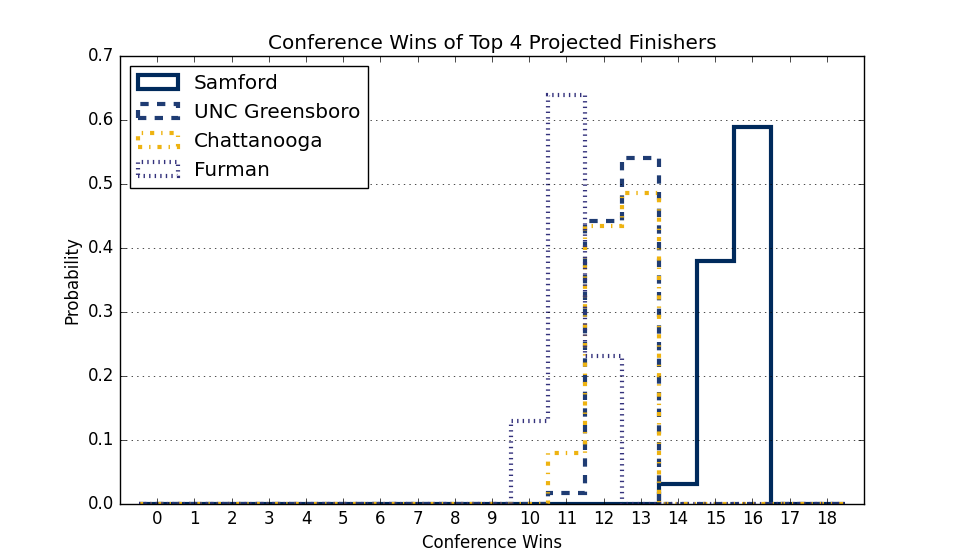 Conference Wins of Top 4 Projected Finishers
0.7
0.6
0.5
0.4
0.3
0.2
0.1
0.0
Probability
Samford
UNC Greensboro
Chattanooga
Furman
0 1 2 3 4 5 6 7 8 9 10 11 12 13 14 15 16 17 18
Conference Wins